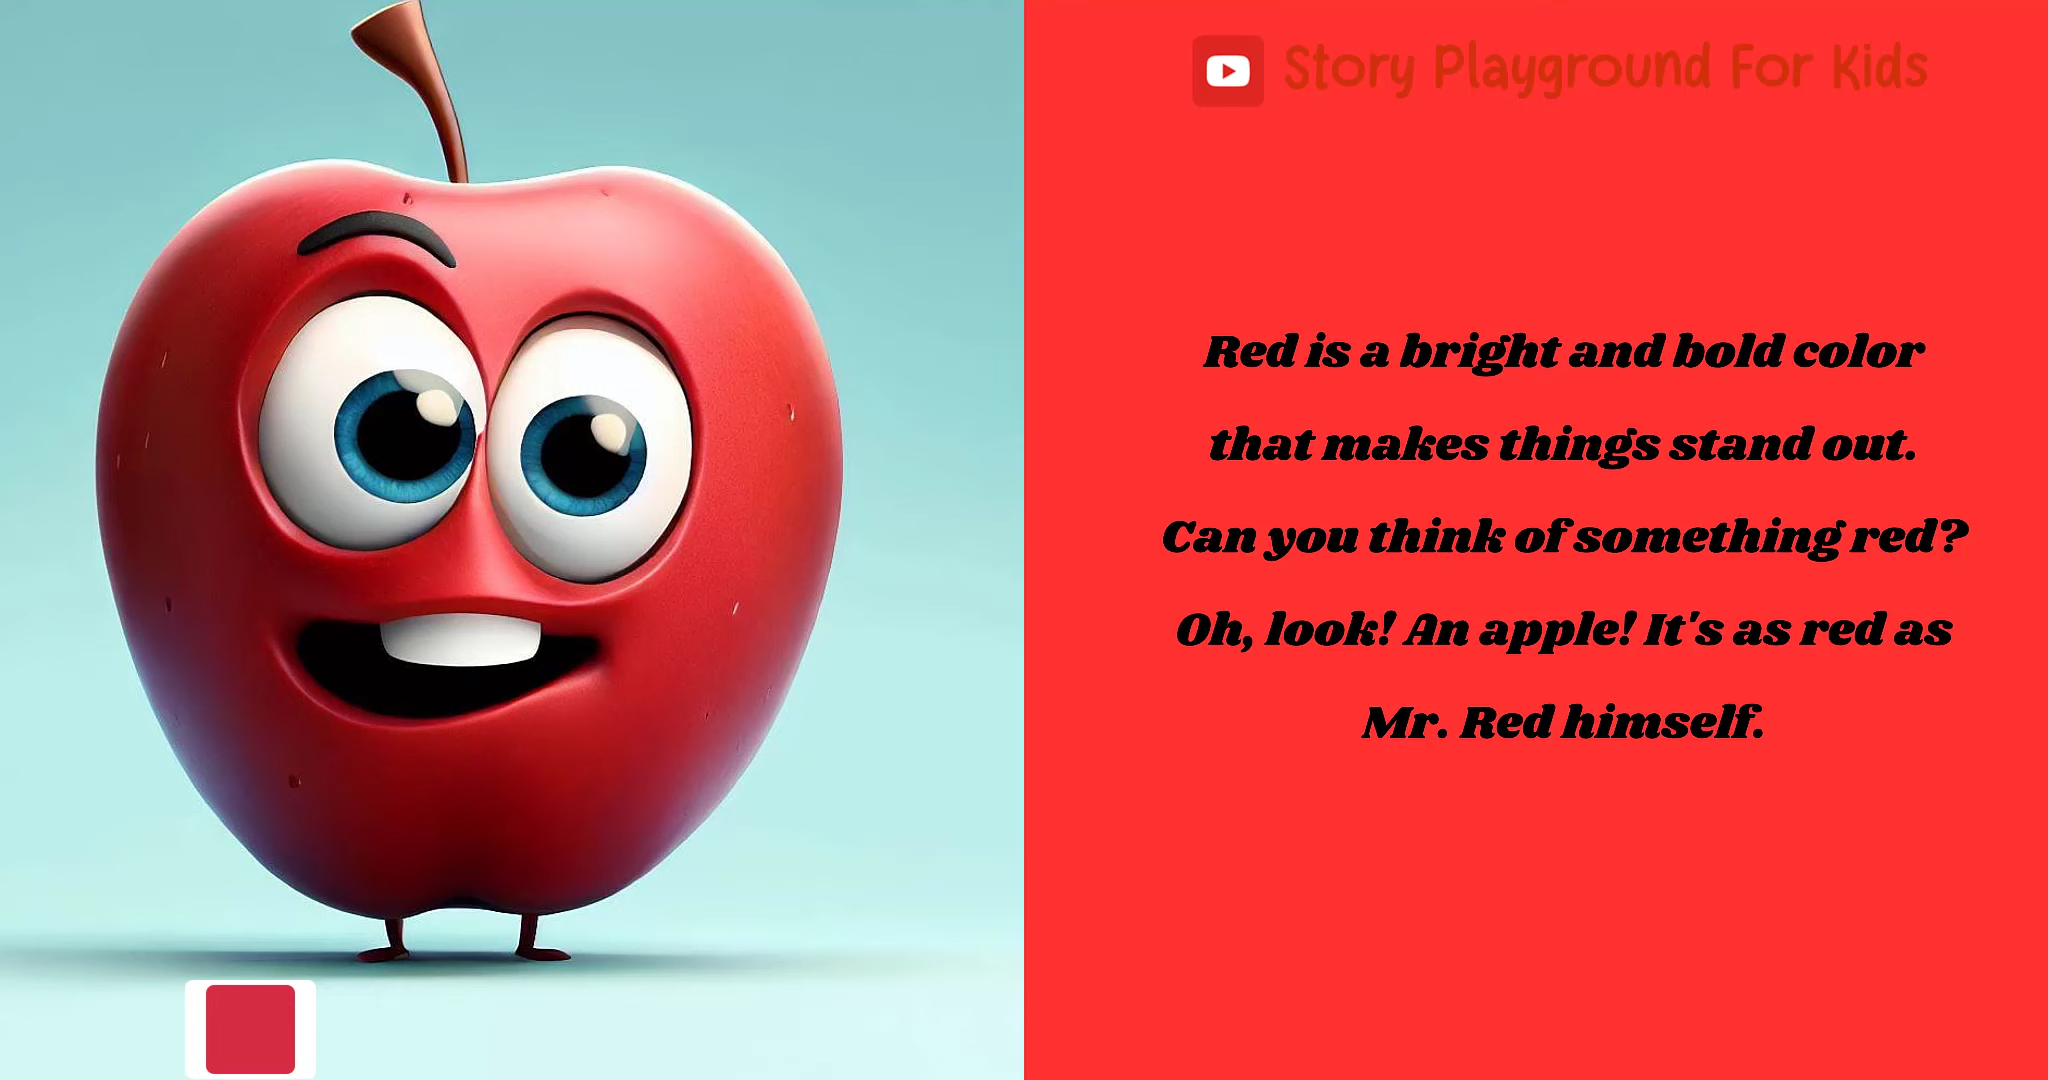 Story Playground For Kids
Red is a bright and bold color
that makes things stand out.
Can you think of something red?
Oh, look! An apple! It's as red as
Mr. Red himself.